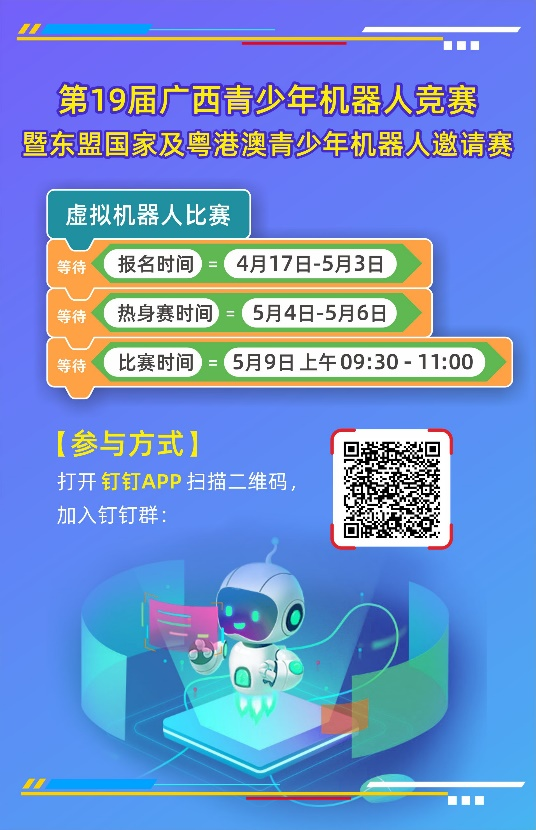 第19届广西青少年机器人竞赛
暨东盟国家及粤港澳青少年机器人邀请赛
虚拟机器人比赛
等待 报名时间 = 4月17日-5月3日
等待 热身赛时间 = 5月4日-5月6日
等待 比赛时间 = 5月9日 上午 09:30 - 11:00
【参与方式】
打开 钉钉APP 扫描二维码，
加入钉钉群：